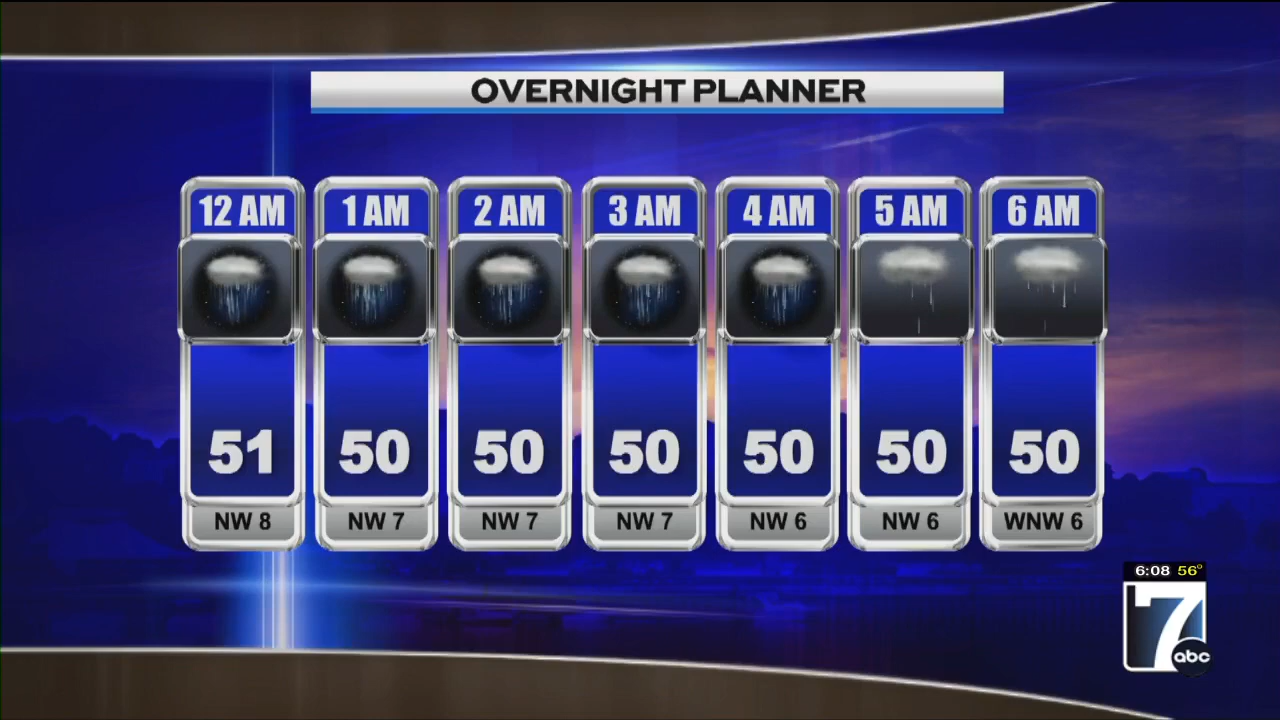 OVERNIGHT PLANNER
12 AM 1 AM 2 AM 3 AM 4 AM 5 AM 6 AM
51 50 50 50 50 50 50
NW 8 NW 7 NW 7 NW 7 NW 6 NW 6 WNW 6
6:08 56°
7
abc